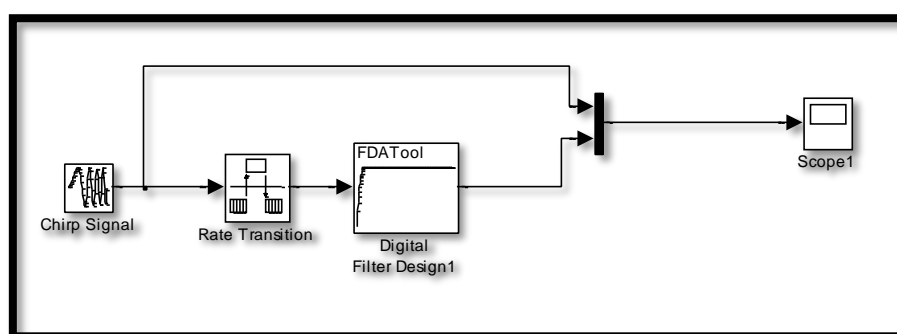 FDATool
Scope1
Chirp Signal
Rate Transition
Digital
Filter Design1